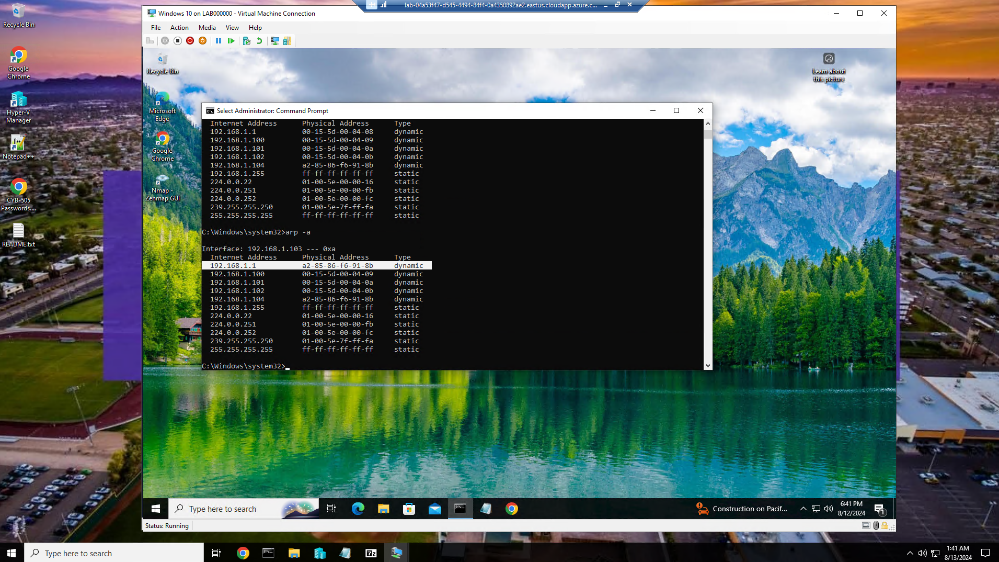 lab-04a53f47-d545-4494-84f4-0a4350892ae2.eastus.cloudapp.azure.c...
Recycle Bin
Google
Chrome
Hyper-V
Manager
Notepad++
CYB-505
Passwords....
README.txt
Windows 10 on LAB000000 - Virtual Machine Connection
File Action Media View Help
Recycle Bin
Microsoft
Edge
Google
Chrome
Nmap -
Zenmap GUI
Learn about
this picture
Select Administrator: Command Prompt
Internet Address Physical Address Type
192.168.1.1 00-15-5d-00-04-08 dynamic
192.168.1.100 00-15-5d-00-04-09 dynamic
192.168.1.101 00-15-5d-00-04-0a dynamic
192.168.1.102 00-15-5d-00-04-0b dynamic
192.168.1.104 a2-85-86-f6-91-8b dynamic
192.168.1.255 ff-ff-ff-ff-ff-ff static
224.0.0.22 01-00-5e-00-00-16 static
224.0.0.251 01-00-5e-00-00-fb static
224.0.0.252 01-00-5e-00-00-fc static
239.255.255.250 01-00-5e-7f-ff-fa static
255.255.255.255 ff-ff-ff-ff-ff-ff static
C:\Windows\system32>arp -a
Interface: 192.168.1.103 --- 0xa
Internet Address Physical Address Type
192.168.1.1 a2-85-86-f6-91-8b dynamic
192.168.1.100 00-15-5d-00-04-09 dynamic
192.168.1.101 00-15-5d-00-04-0a dynamic
192.168.1.102 00-15-5d-00-04-0b dynamic
192.168.1.104 a2-85-86-f6-91-8b dynamic
192.168.1.255 ff-ff-ff-ff-ff-ff static
224.0.0.22 01-00-5e-00-00-16 static
224.0.0.251 01-00-5e-00-00-fb static
224.0.0.252 01-00-5e-00-00-fc static
239.255.255.250 01-00-5e-7f-ff-fa static
255.255.255.255 ff-ff-ff-ff-ff-ff static
C:\Windows\system32>
Type here to search
Construction on Pacif...
6:41 PM
8/12/2024
1
Status: Running
Type here to search
7z
1:41 AM
8/13/2024